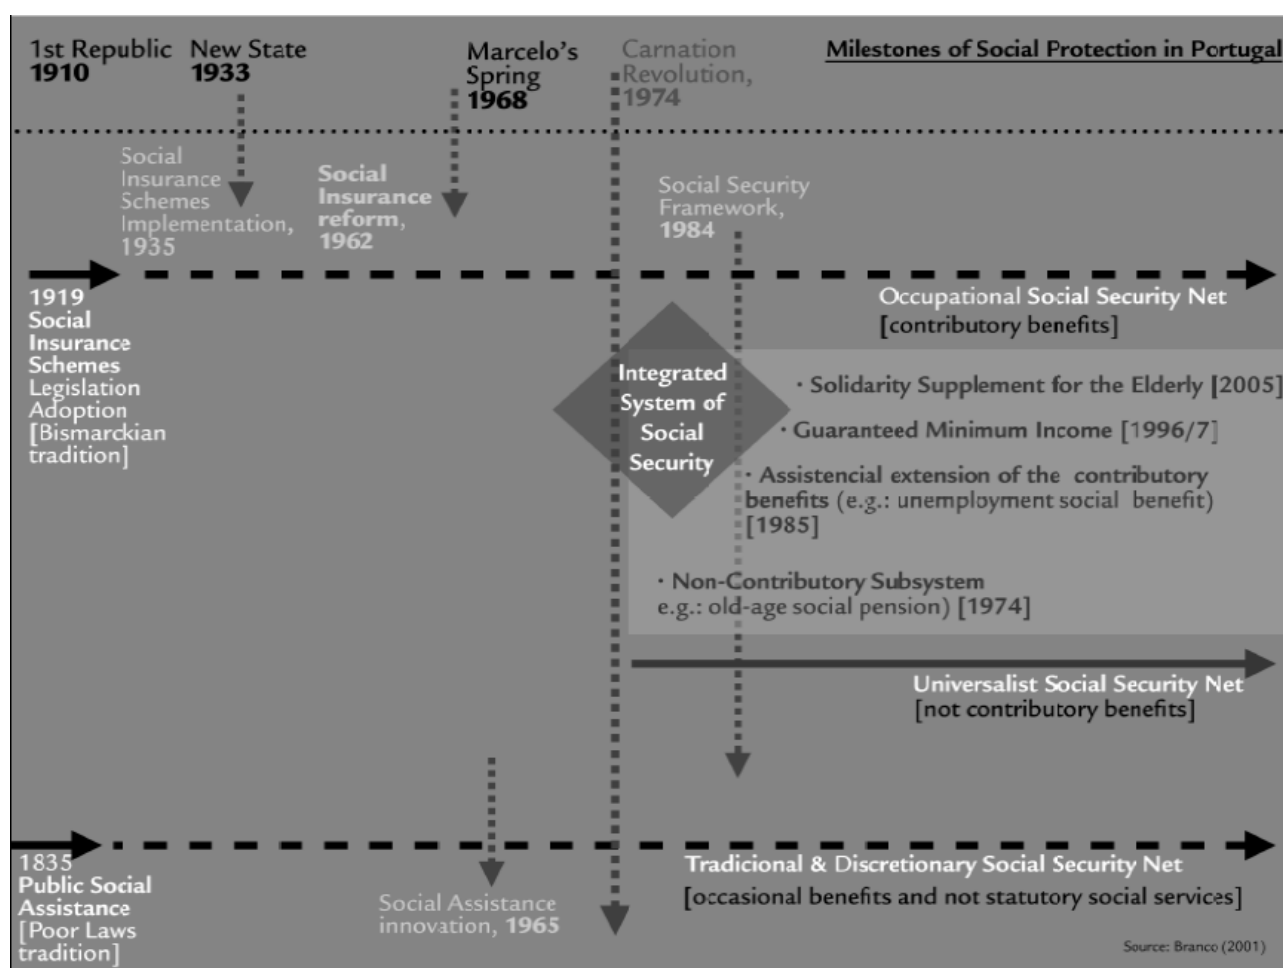 1st Republic
1910
New State
1933
Marcelo's
Spring
1968
Carnation
Revolution,
1974
Milestones of Social Protection in Portugal
Social
Insurance
Schemes
Implementation,
1935
Social
Insurance
reform,
1962
Social Security
Framework,
1984
1919
Social
Insurance
Schemes
Legislation
Adoption
[Bismarckian
tradition]
Occupational Social Security Net
[contributory benefits]
Integrated
System of
Social
Security
· Solidarity Supplement for the Elderly [2005]
· Guaranteed Minimum Income [1996/7]
· Assistencial extension of the contributory
benefits (e.g.: unemployment social benefit)
[1985]
· Non-Contributory Subsystem
e.g.: old-age social pension) [1974]
Universalist Social Security Net
[not contributory benefits]
1835
Public Social
Assistance
[Poor Laws
tradition]
Social Assistance
innovation, 1965
Tradicional & Discretionary Social Security Net
[occasional benefits and not statutory social services]
Source: Branco (2001)